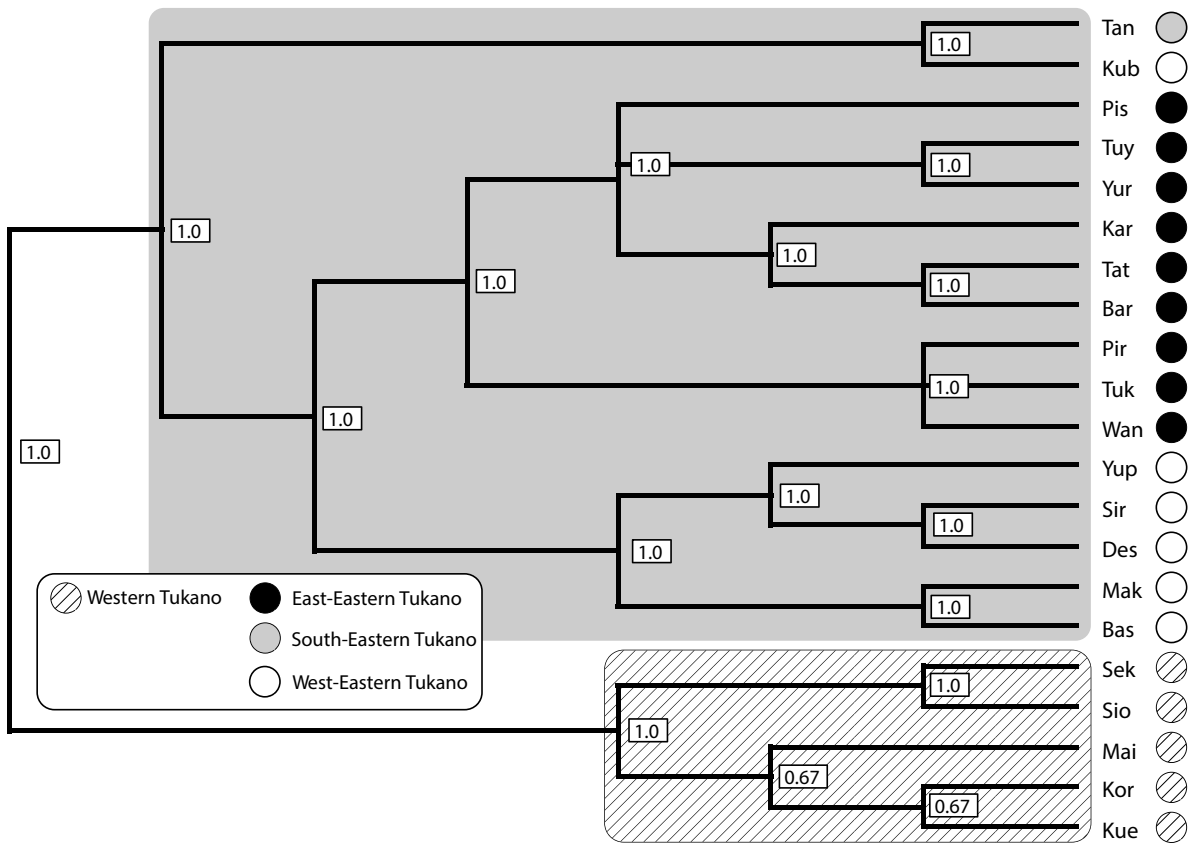 Tan
1.0
Kub
Pis
1.0
Tuy
1.0
Yur
1.0
Kar
1.0
1.0
Tat
1.0
Bar
Pir
1.0
Tuk
1.0
Wan
1.0
Yup
1.0
Sir
1.0
Des
1.0
Mak
1.0
Bas
Western Tukano
East-Eastern Tukano
South-Eastern Tukano
West-Eastern Tukano
Sek
1.0
Sio
1.0
Mai
0.67
Kor
0.67
Kue